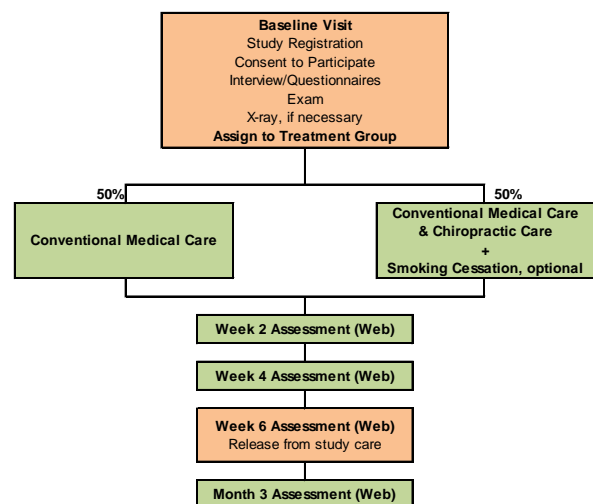 Baseline Visit
Study Registration
Consent to Participate
Interview/Questionnaires
Exam
X-ray, if necessary
Assign to Treatment Group
50%
50%
Conventional Medical Care
Conventional Medical Care
& Chiropractic Care
+
Smoking Cessation, optional
Week 2 Assessment (Web)
Week 4 Assessment (Web)
Week 6 Assessment (Web)
Release from study care
Month 3 Assessment (Web)